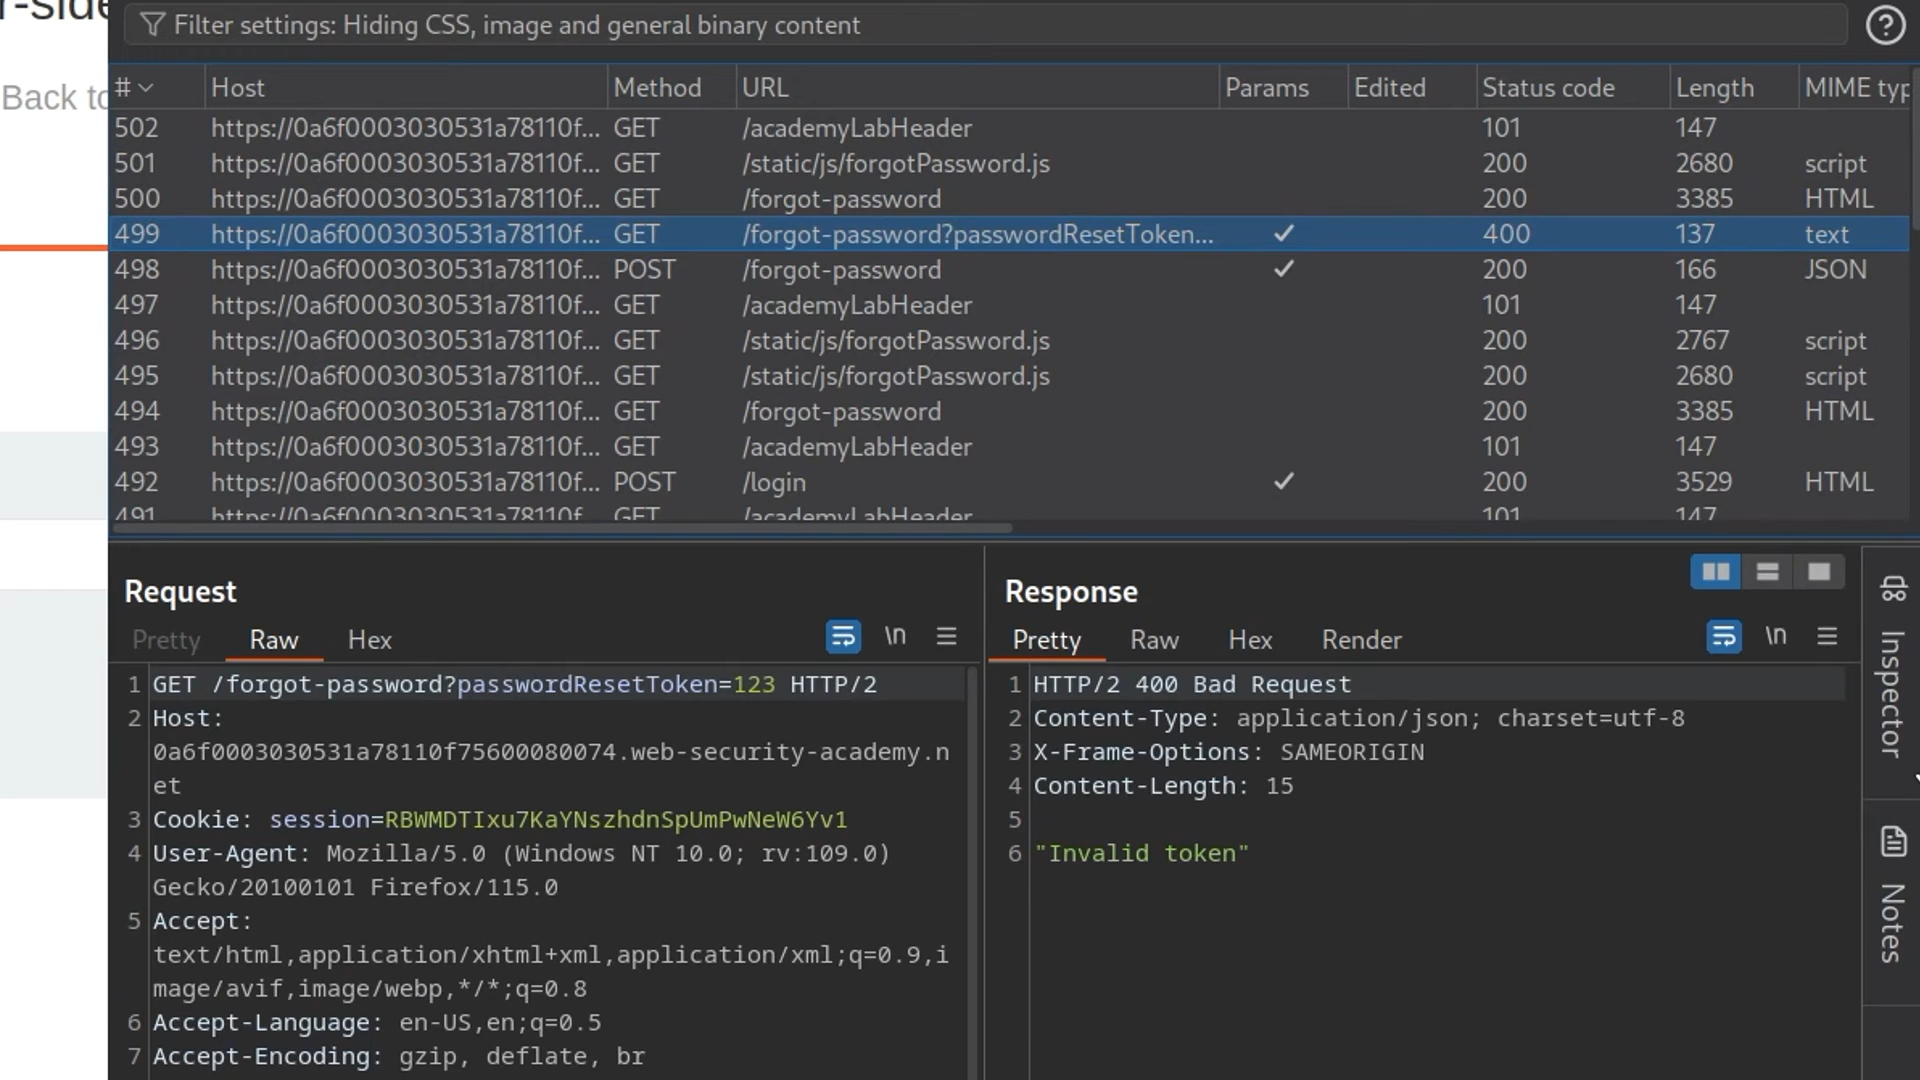 r-side
Back to
Filter settings: Hiding CSS, image and general binary content
# Host Method URL Params Edited Status code Length MIME typ
502 https://0a6f0003030531a78110f... GET /academyLabHeader 101 147
501 https://0a6f0003030531a78110f... GET /static/js/forgotPassword.js 200 2680 script
500 https://0a6f0003030531a78110f... GET /forgot-password 200 3385 HTML
499 https://0a6f0003030531a78110f... GET /forgot-password?passwordResetToken... ✓ 400 137 text
498 https://0a6f0003030531a78110f... POST /forgot-password ✓ 200 166 JSON
497 https://0a6f0003030531a78110f... GET /academyLabHeader 101 147
496 https://0a6f0003030531a78110f... GET /static/js/forgotPassword.js 200 2767 script
495 https://0a6f0003030531a78110f... GET /static/js/forgotPassword.js 200 2680 script
494 https://0a6f0003030531a78110f... GET /forgot-password 200 3385 HTML
493 https://0a6f0003030531a78110f... GET /academyLabHeader 101 147
492 https://0a6f0003030531a78110f... POST /login ✓ 200 3529 HTML
491 https://0a6f0003030531a78110f... GET /academyLabHeader 101 147
Request
Pretty Raw Hex \n
1 GET /forgot-password?passwordResetToken=123 HTTP/2
2 Host:
0a6f0003030531a78110f75600080074.web-security-academy.n
et
3 Cookie: session=RBWMDTIxu7KaYNszhdnSpUmPwNeW6Yv1
4 User-Agent: Mozilla/5.0 (Windows NT 10.0; rv:109.0)
Gecko/20100101 Firefox/115.0
5 Accept:
text/html,application/xhtml+xml,application/xml;q=0.9,i
mage/avif,image/webp,*/*;q=0.8
6 Accept-Language: en-US,en;q=0.5
7 Accept-Encoding: gzip, deflate, br
Response
Pretty Raw Hex Render \n
1 HTTP/2 400 Bad Request
2 Content-Type: application/json; charset=utf-8
3 X-Frame-Options: SAMEORIGIN
4 Content-Length: 15
5
6 "Invalid token"
Inspector
Notes